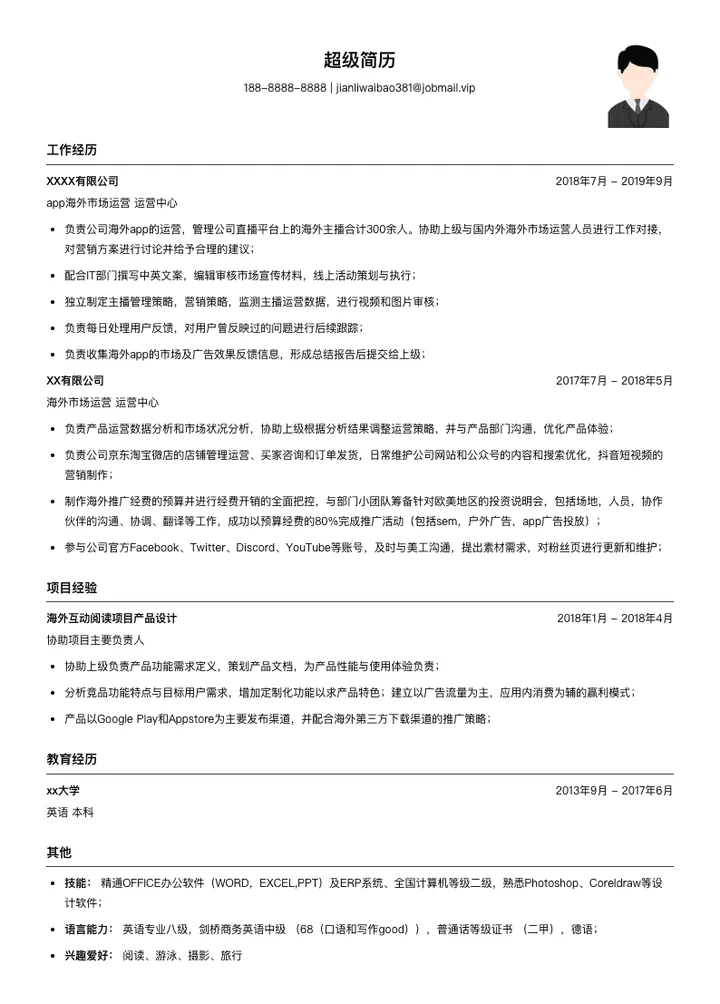 超级简历
188-8888-8888 | jianliwaibao381@jobmail.vip
工作经历
XXXX有限公司 2018年7月 – 2019年9月
app海外市场运营 运营中心
• 负责公司海外app的运营，管理公司直播平台上的海外主播合计300余人。协助上级与国内外海外市场运营人员进行工作对接，
对营销方案进行讨论并给予合理的建议；
• 配合IT部门撰写中英文案，编辑审核市场宣传材料，线上活动策划与执行；
• 独立制定主播管理策略，营销策略，监测主播运营数据，进行视频和图片审核；
• 负责每日处理用户反馈，对用户曾反映过的问题进行后续跟踪；
• 负责收集海外app的市场及广告效果反馈信息，形成总结报告后提交给上级；
XX有限公司 2017年7月 – 2018年5月
海外市场运营 运营中心
• 负责产品运营数据分析和市场状况分析，协助上级根据分析结果调整运营策略，并与产品部门沟通，优化产品体验；
• 负责公司京东淘宝微店的店铺管理运营、买家咨询和订单发货，日常维护公司网站和公众号的内容和搜索优化，抖音短视频的
营销制作；
• 制作海外推广经费的预算并进行经费开销的全面把控，与部门小团队筹备针对欧美地区的投资说明会，包括场地，人员，协作
伙伴的沟通、协调、翻译等工作，成功以预算经费的80%完成推广活动（包括sem，户外广告，app广告投放）；
• 参与公司官方Facebook、Twitter、Discord、YouTube等账号，及时与美工沟通，提出素材需求，对粉丝页进行更新和维护；
项目经验
海外互动阅读项目产品设计 2018年1月 – 2018年4月
协助项目主要负责人
• 协助上级负责产品功能需求定义，策划产品文档，为产品性能与使用体验负责；
• 分析竞品功能特点与目标用户需求，增加定制化功能以求产品特色；建立以广告流量为主，应用内消费为辅的赢利模式；
• 产品以Google Play和Appstore为主要发布渠道，并配合海外第三方下载渠道的推广策略；
教育经历
xx大学 2013年9月 – 2017年6月
英语 本科
其他
• 技能： 精通OFFICE办公软件（WORD，EXCEL,PPT）及ERP系统、全国计算机等级二级，熟悉Photoshop、Coreldraw等设
计软件；
• 语言能力： 英语专业八级，剑桥商务英语中级 （68（口语和写作good）），普通话等级证书 （二甲），德语；
• 兴趣爱好： 阅读、游泳、摄影、旅行